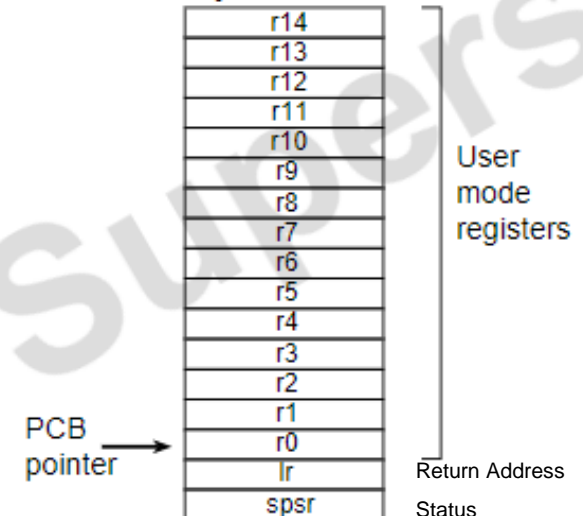 r14
r13
r12
r11
r10
r9
r8
r7
r6
r5
r4
r3
r2
r1
r0
lr
spsr
User
mode
registers
PCB
pointer
Return Address
Status
Supers